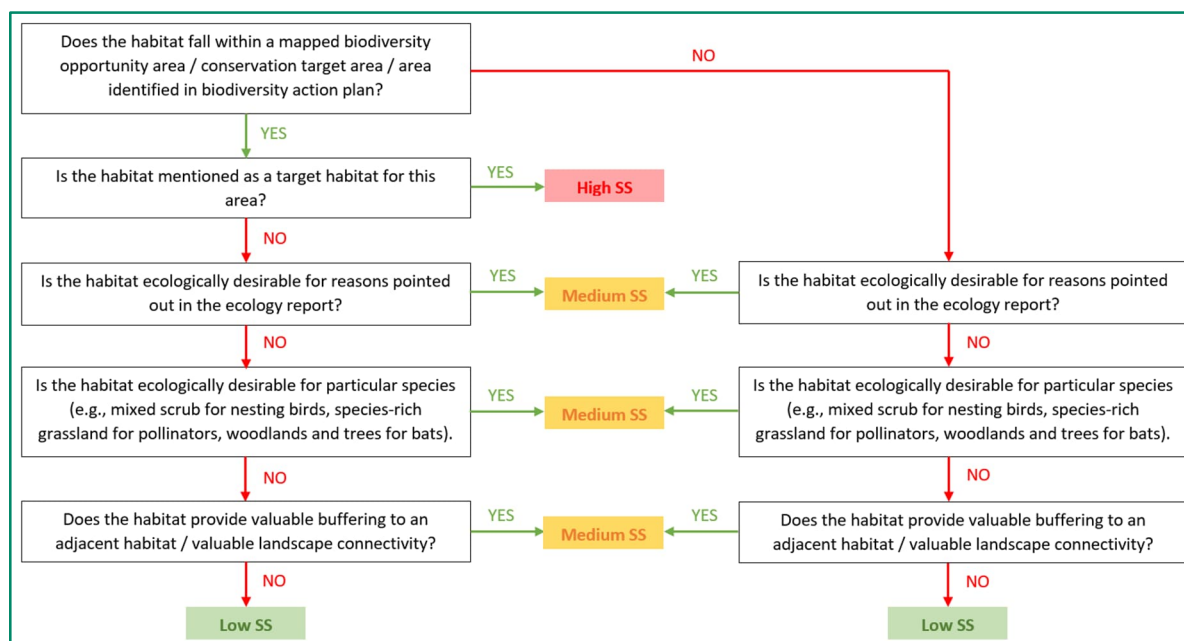 Does the habitat fall within a mapped biodiversity
opportunity area / conservation target area / area
identified in biodiversity action plan?
NO
YES
Is the habitat mentioned as a target habitat for this
area?
YES
High SS
NO
Is the habitat ecologically desirable for reasons pointed
out in the ecology report?
YES
Medium SS
YES
Is the habitat ecologically desirable for reasons pointed
out in the ecology report?
NO
NO
Is the habitat ecologically desirable for particular species
(e.g., mixed scrub for nesting birds, species-rich
grassland for pollinators, woodlands and trees for bats).
YES
Medium SS
YES
Is the habitat ecologically desirable for particular species
(e.g., mixed scrub for nesting birds, species-rich
grassland for pollinators, woodlands and trees for bats).
NO
NO
Does the habitat provide valuable buffering to an
adjacent habitat / valuable landscape connectivity?
YES
Medium SS
YES
Does the habitat provide valuable buffering to an
adjacent habitat / valuable landscape connectivity?
NO
NO
Low SS
Low SS